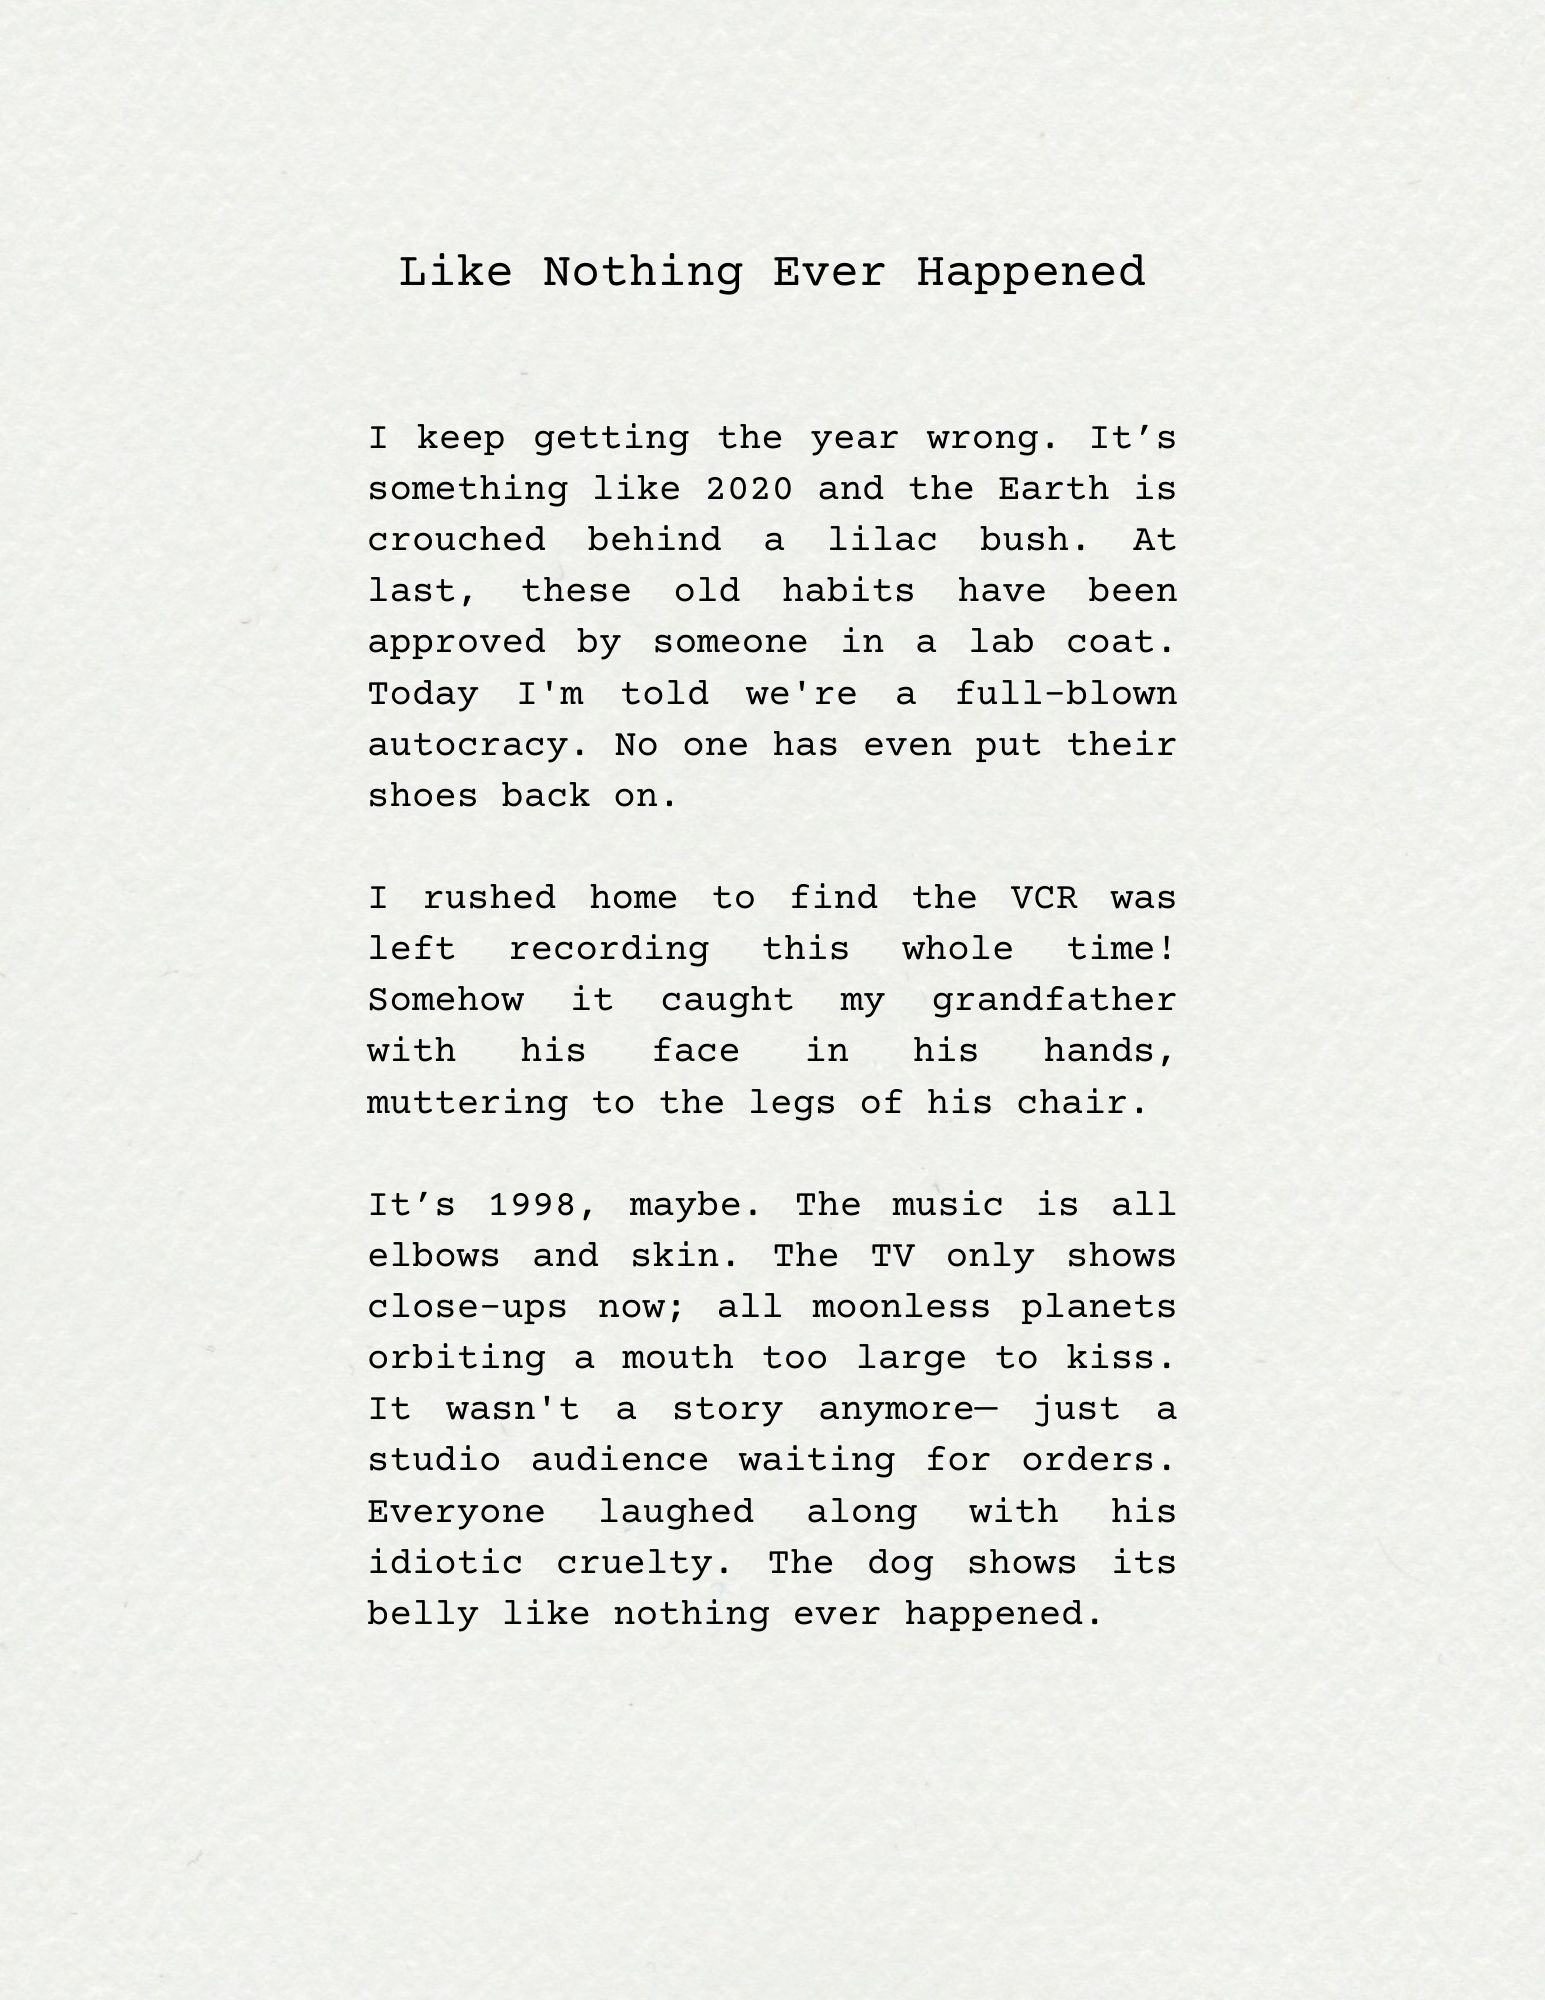 Like Nothing Ever Happened
I keep getting the year wrong. It’s
something like 2020 and the Earth is
crouched behind a lilac bush. At
last, these old habits have been
approved by someone in a lab coat.
Today I'm told we're a full-blown
autocracy. No one has even put their
shoes back on.
I rushed home to find the VCR was
left recording this whole time!
Somehow it caught my grandfather
with his face in his hands,
muttering to the legs of his chair.
It’s 1998, maybe. The music is all
elbows and skin. The TV only shows
close-ups now; all moonless planets
orbiting a mouth too large to kiss.
It wasn't a story anymore— just a
studio audience waiting for orders.
Everyone laughed along with his
idiotic cruelty. The dog shows its
belly like nothing ever happened.